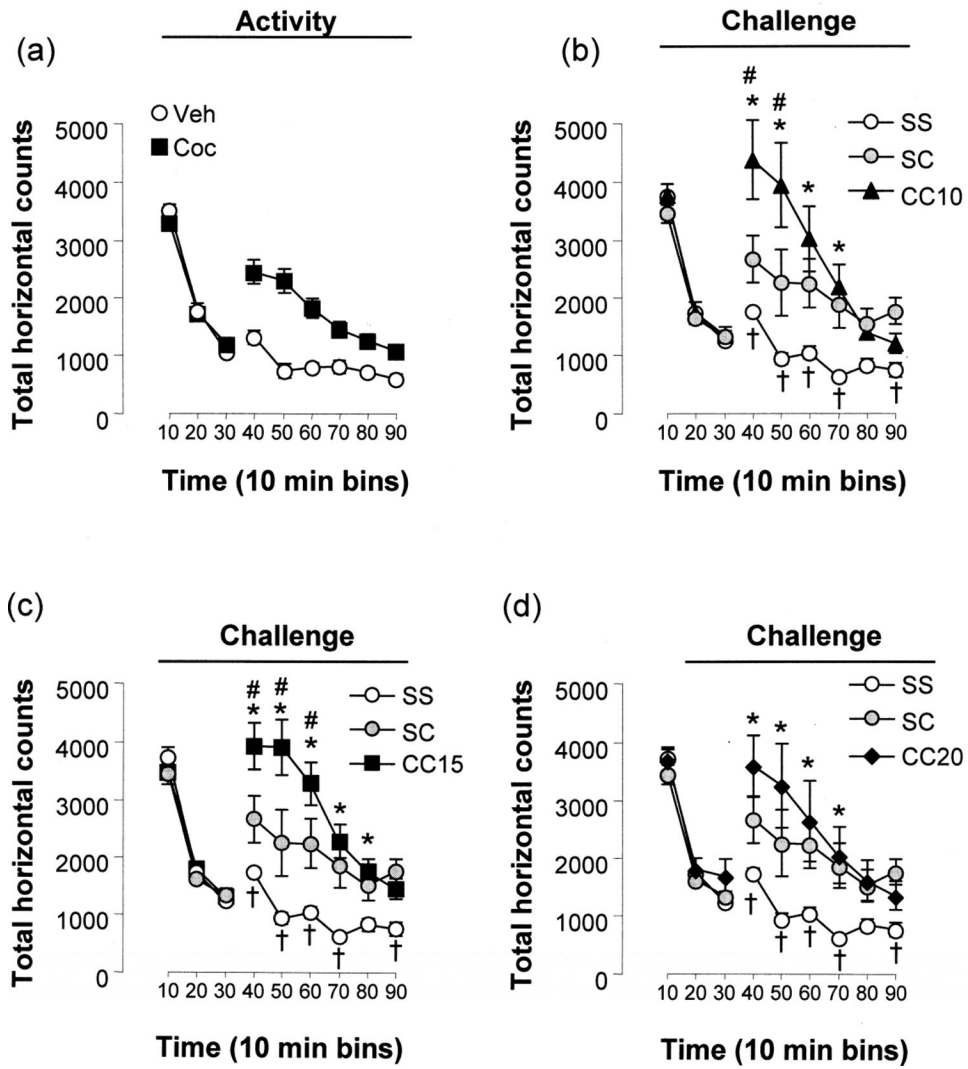 (a)
Activity
Veh
Coc
Total horizontal counts
5000
4000
3000
2000
1000
0
10 20 30 40 50 60 70 80 90
Time (10 min bins)
(b)
Challenge
# #
* * * *
SS
SC
CC10
Total horizontal counts
5000
4000
3000
2000
1000
0
† † † † †
10 20 30 40 50 60 70 80 90
Time (10 min bins)
(c)
Challenge
# # #
* * * * *
SS
SC
CC15
Total horizontal counts
5000
4000
3000
2000
1000
0
† † † † †
10 20 30 40 50 60 70 80 90
Time (10 min bins)
(d)
Challenge
* * * *
SS
SC
CC20
Total horizontal counts
5000
4000
3000
2000
1000
0
† † † † †
10 20 30 40 50 60 70 80 90
Time (10 min bins)